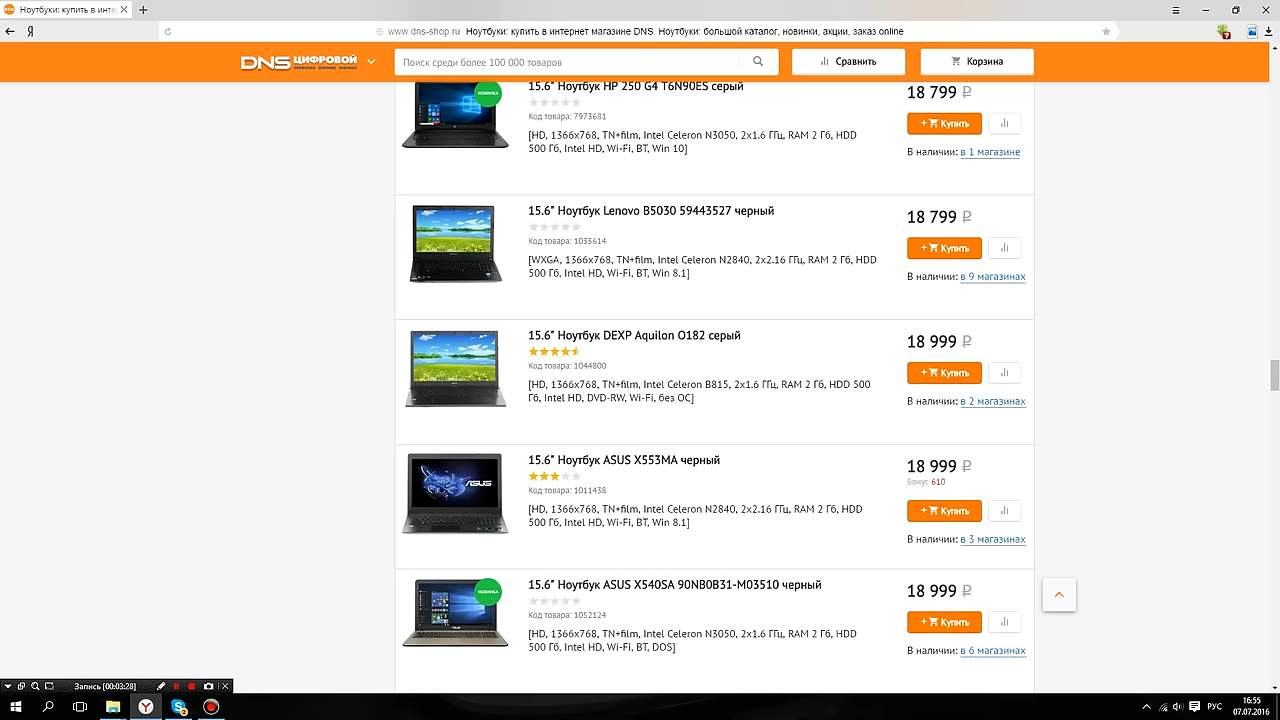 Ноутбуки: купить в инте
www.dns-shop.ru Ноутбуки: купить в интернет магазине DNS. Ноутбуки: большой каталог, новинки, акции, заказ online
DNS ЦИФРОВОЙ
Поиск среди более 100 000 товаров
Сравнить
Корзина
НОВИНКА
15.6" Ноутбук HP 250 G4 T6N90ES серый
Код товара: 7973681
[HD, 1366x768, TN+film, Intel Celeron N3050, 2x1.6 ГГц, RAM 2 Гб, HDD
500 Гб, Intel HD, Wi-Fi, BT, Win 10]
18 799 ₽
+ Купить
В наличии: в 1 магазине
15.6" Ноутбук Lenovo B5030 59443527 черный
Код товара: 1035614
[WXGA, 1366x768, TN+film, Intel Celeron N2840, 2x2.16 ГГц, RAM 2 Гб, HDD
500 Гб, Intel HD, Wi-Fi, BT, Win 8.1]
18 799 ₽
+ Купить
В наличии: в 9 магазинах
15.6" Ноутбук DEXP Aquilon O182 серый
Код товара: 1044800
[HD, 1366x768, TN+film, Intel Celeron B815, 2x1.6 ГГц, RAM 2 Гб, HDD 500
Гб, Intel HD, DVD-RW, Wi-Fi, без ОС]
18 999 ₽
+ Купить
В наличии: в 2 магазинах
ASUS
15.6" Ноутбук ASUS X553MA черный
Код товара: 1011438
[HD, 1366x768, TN+film, Intel Celeron N2840, 2x2.16 ГГц, RAM 2 Гб, HDD
500 Гб, Intel HD, Wi-Fi, BT, Win 8.1]
18 999 ₽
Бонус: 610
+ Купить
В наличии: в 3 магазинах
НОВИНКА
15.6" Ноутбук ASUS X540SA 90NB0B31-M03510 черный
Код товара: 1052124
[HD, 1366x768, TN+film, Intel Celeron N3050, 2x1.6 ГГц, RAM 2 Гб, HDD
500 Гб, Intel HD, Wi-Fi, BT, DOS]
18 999 ₽
+ Купить
В наличии: в 6 магазинах
Запись [00:03:28]
РУС
16:55
07.07.2016